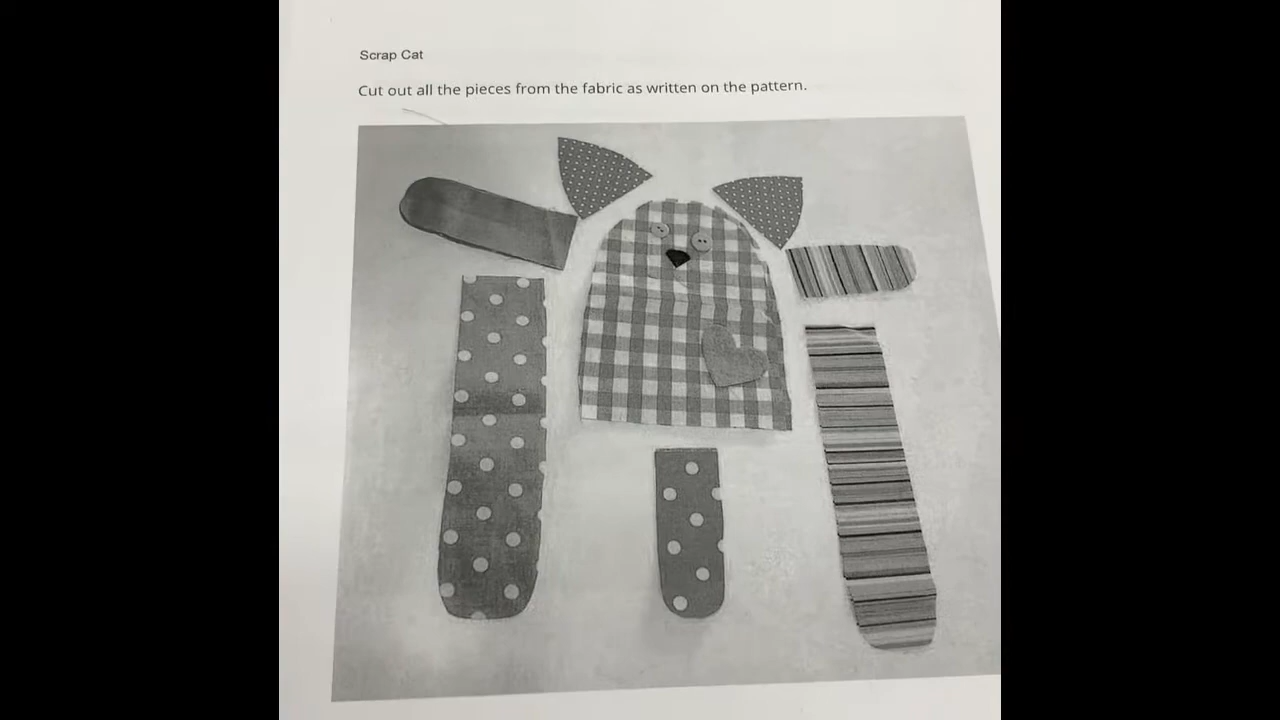 Scrap Cat
Cut out all the pieces from the fabric as written on the pattern.